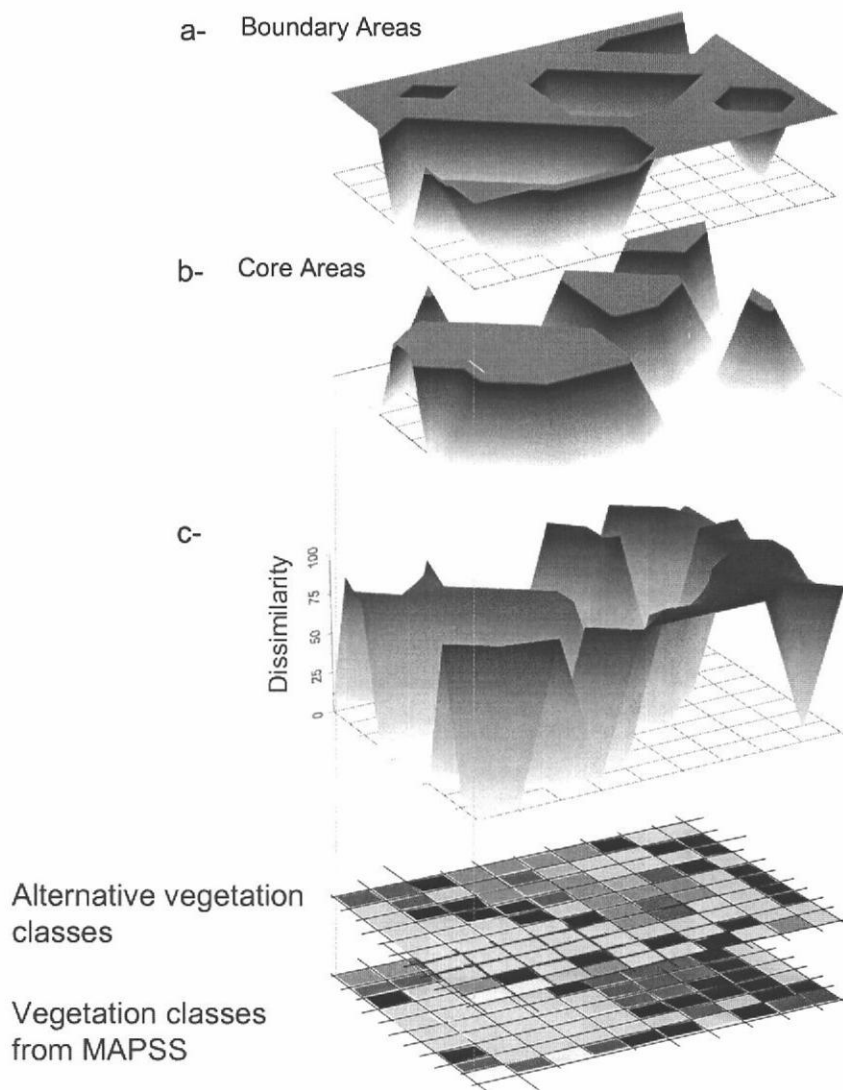 a- Boundary Areas
b- Core Areas
c-
Dissimilarity
100
75
50
25
0
Alternative vegetation
classes
Vegetation classes
from MAPSS